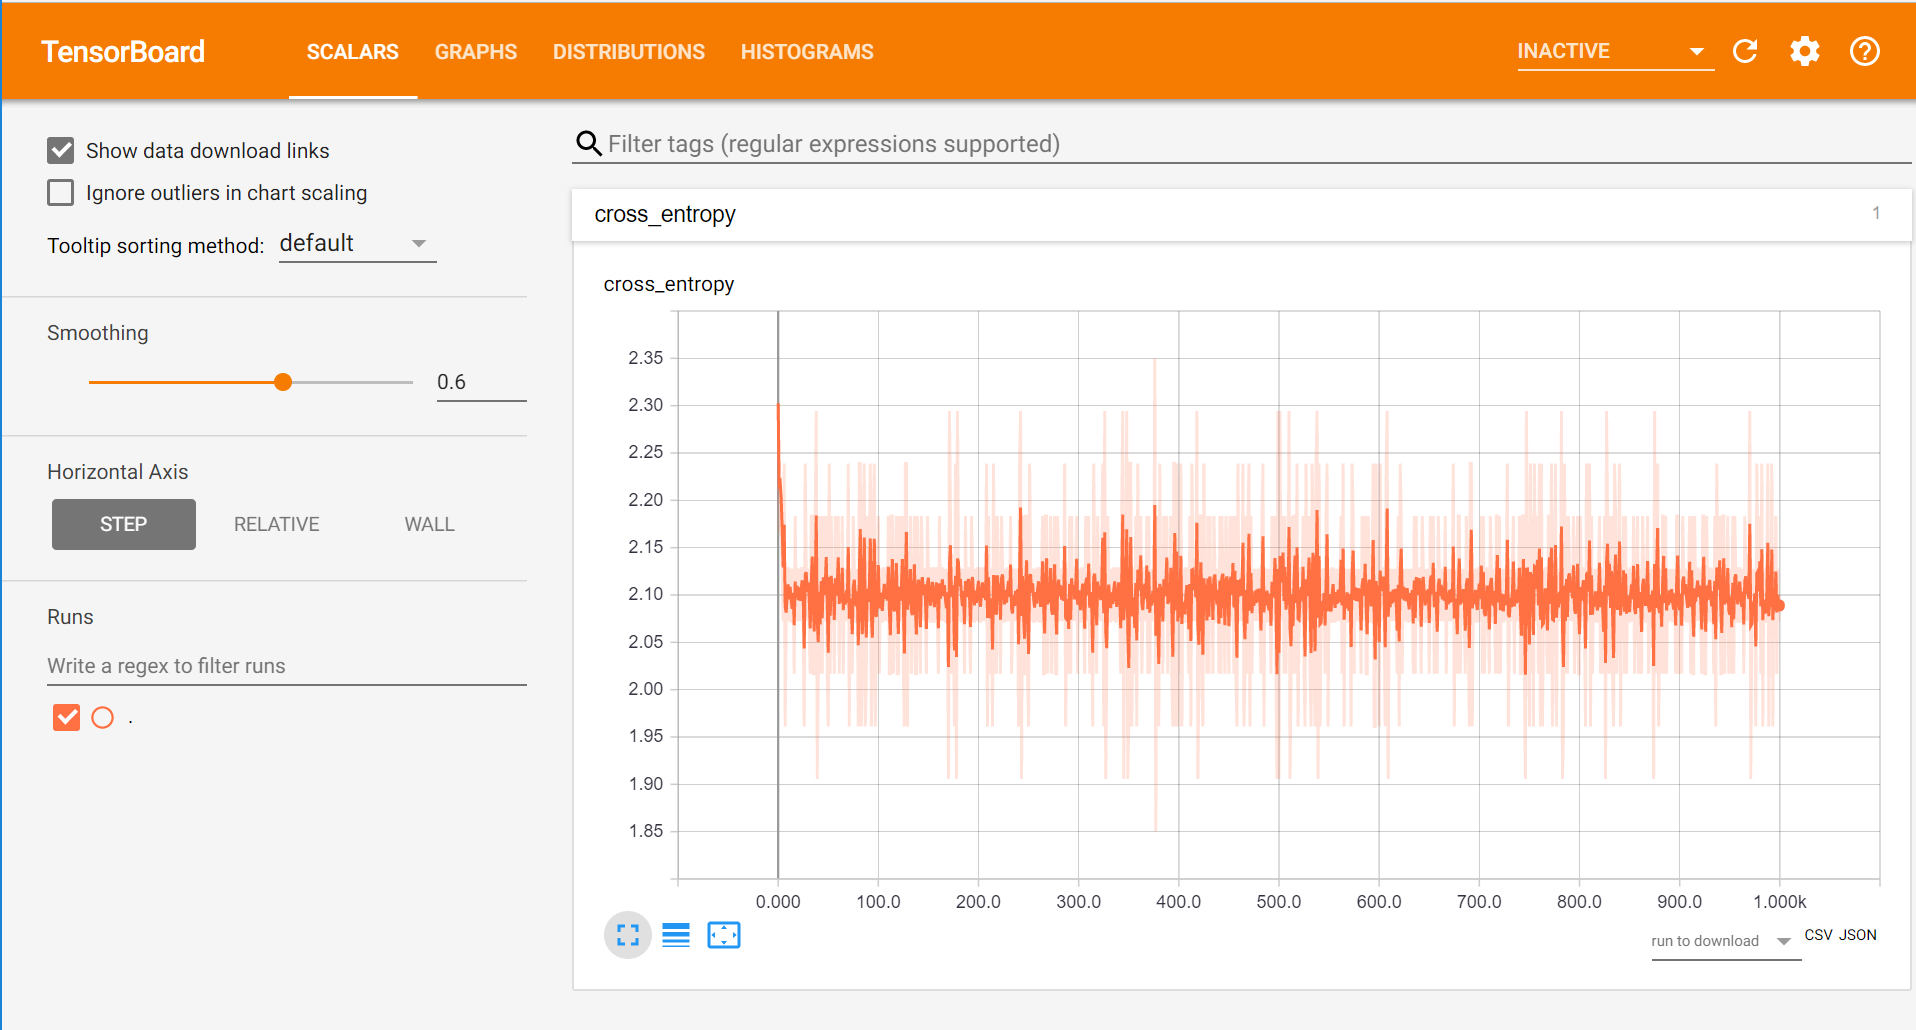 TensorBoard SCALARS GRAPHS DISTRIBUTIONS HISTOGRAMS INACTIVE
Show data download links
Ignore outliers in chart scaling
Tooltip sorting method: default
Smoothing
0.6
Horizontal Axis
STEP RELATIVE WALL
Runs
Write a regex to filter runs
.
Filter tags (regular expressions supported)
cross_entropy 1
cross_entropy
2.35
2.30
2.25
2.20
2.15
2.10
2.05
2.00
1.95
1.90
1.85
0.000 100.0 200.0 300.0 400.0 500.0 600.0 700.0 800.0 900.0 1.000k
run to download CSV JSON